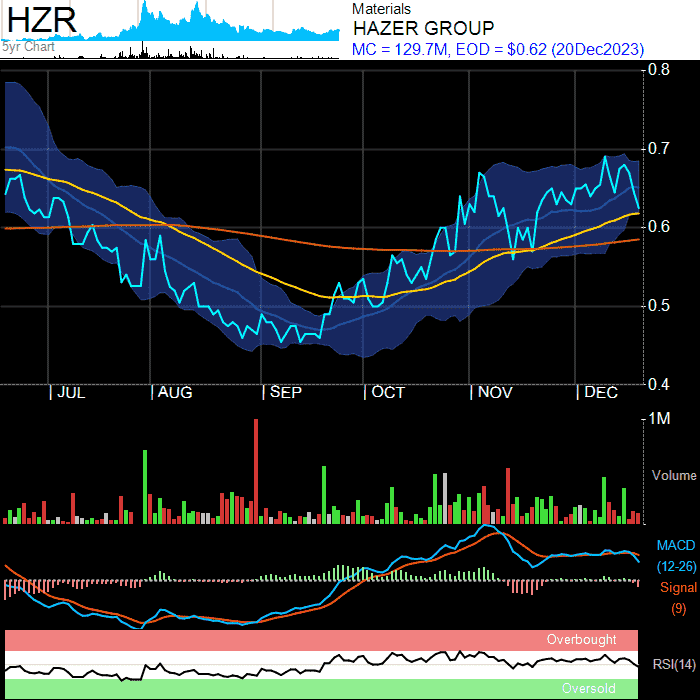 HZR
5yr Chart
Materials
HAZER GROUP
MC = 129.7M, EOD = $0.62 (20Dec2023)
0.8
0.7
0.6
0.5
0.4
| JUL | AUG | SEP | OCT | NOV | DEC
1M
Volume
MACD
(12-26)
Signal
(9)
Overbought
RSI(14)
Oversold